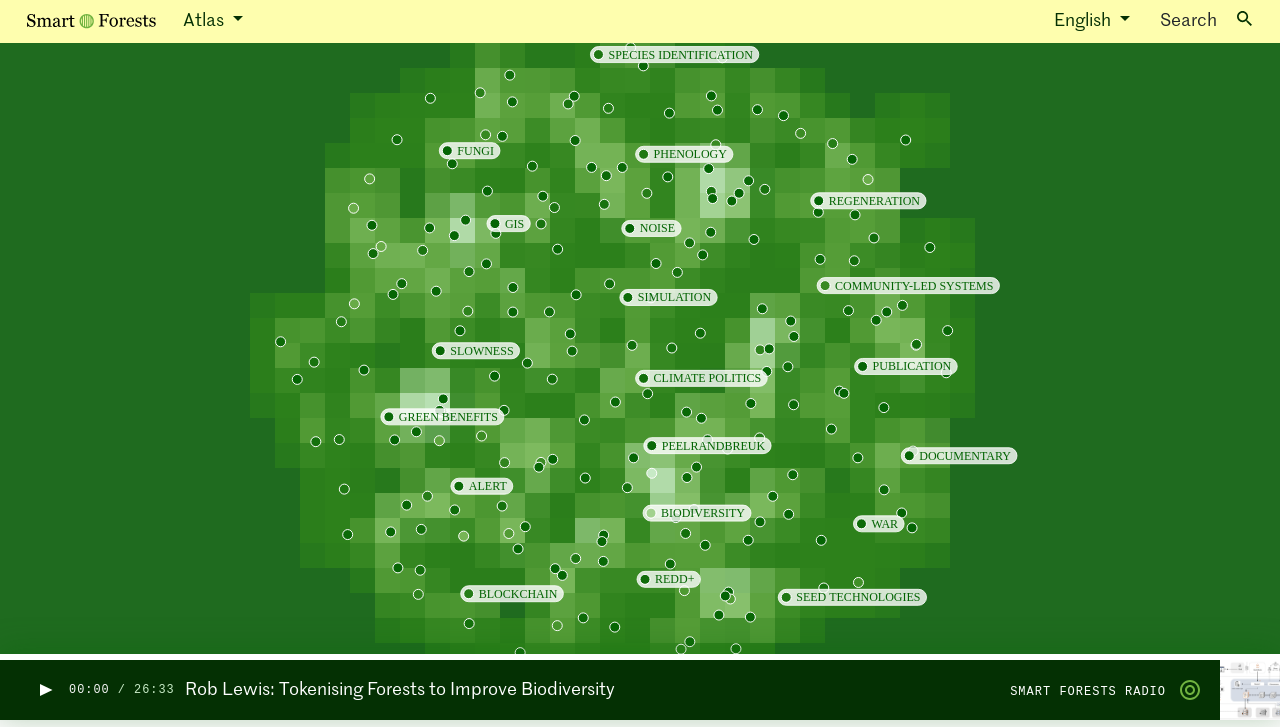 Smart Forests Atlas English Search
SPECIES IDENTIFICATION
FUNGI
PHENOLOGY
REGENERATION
GIS
NOISE
COMMUNITY-LED SYSTEMS
SIMULATION
SLOWNESS
PUBLICATION
CLIMATE POLITICS
GREEN BENEFITS
PEELRANDBREUK
DOCUMENTARY
ALERT
BIODIVERSITY
WAR
REDD+
BLOCKCHAIN
SEED TECHNOLOGIES
00:00 / 26:33 Rob Lewis: Tokenising Forests to Improve Biodiversity SMART FORESTS RADIO